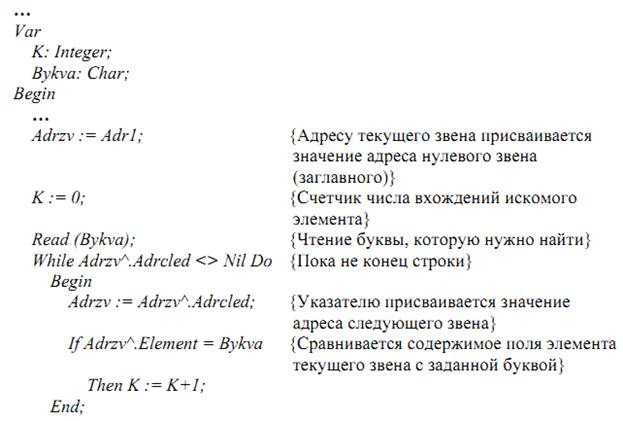 ...
Var
K: Integer;
Bykva: Char;
Begin
...
Adrzv := Adr1; {Адресу текущего звена присваивается
значение адреса нулевого звена
(заглавного)}
K := 0; {Счетчик числа вхождений искомого
элемента}
Read (Bykva); {Чтение буквы, которую нужно найти}
While Adrzv^.Adrcled <> Nil Do {Пока не конец строки}
Begin
Adrzv := Adrzv^.Adrcled; {Указателю присваивается значение
адреса следующего звена}
If Adrzv^.Element = Bykva {Сравнивается содержимое поля элемента
текущего звена с заданной буквой}
Then K := K+1;
End;